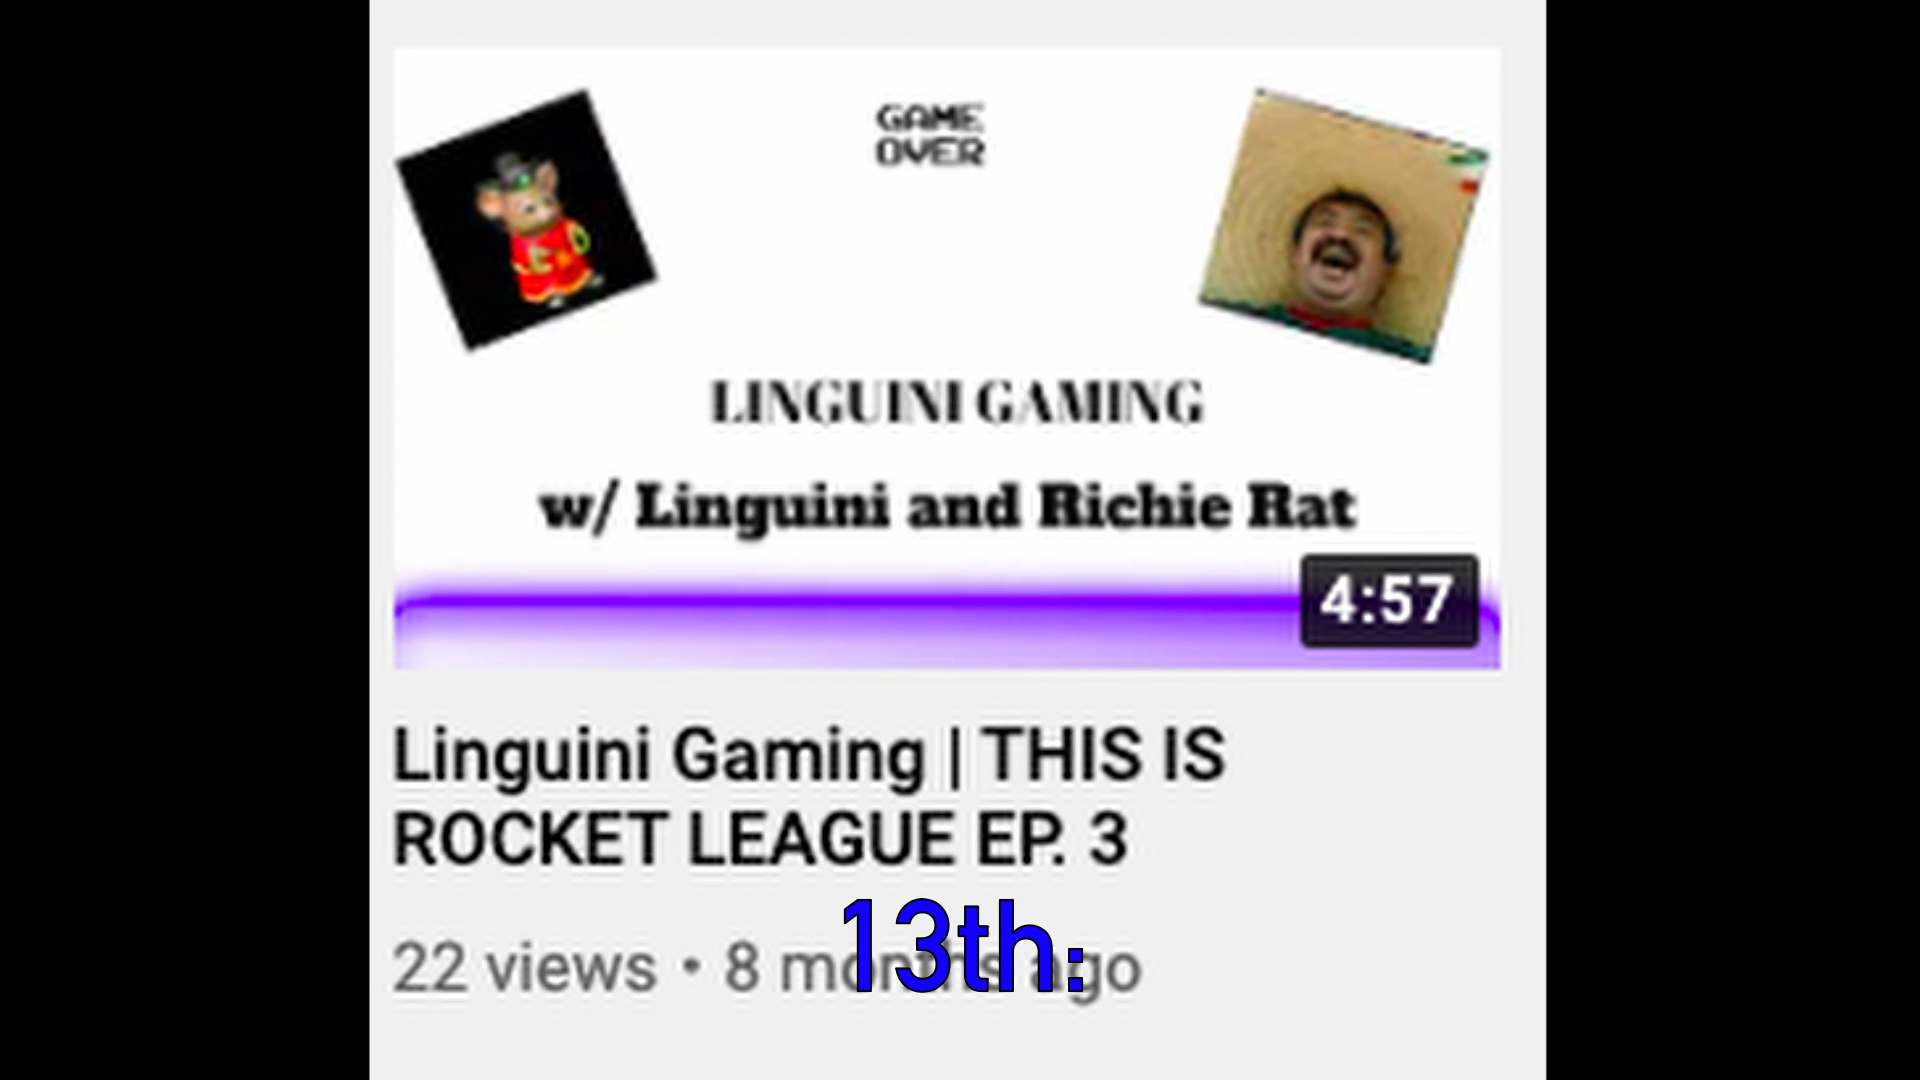 GAME
OVER
LINGUINI GAMING
w/ Linguini and Richie Rat
4:57
Linguini Gaming | THIS IS
ROCKET LEAGUE EP. 3
13th:
22 views • 8 months ago